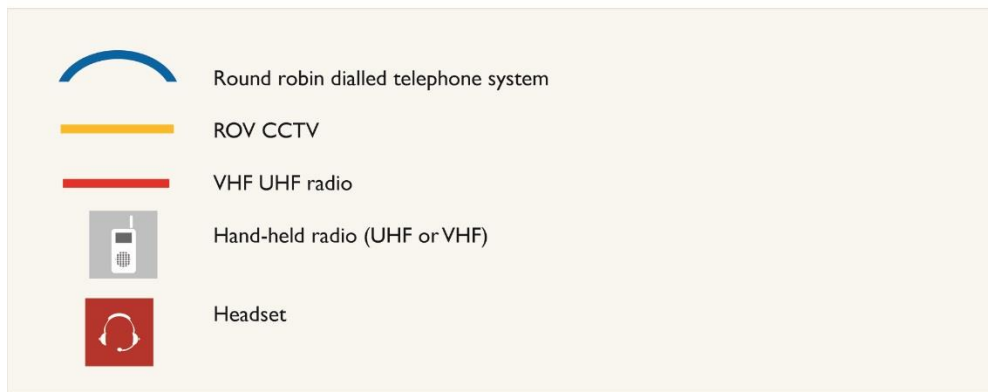 Round robin dialled telephone system
ROV CCTV
VHF UHF radio
Hand-held radio (UHF or VHF)
Headset